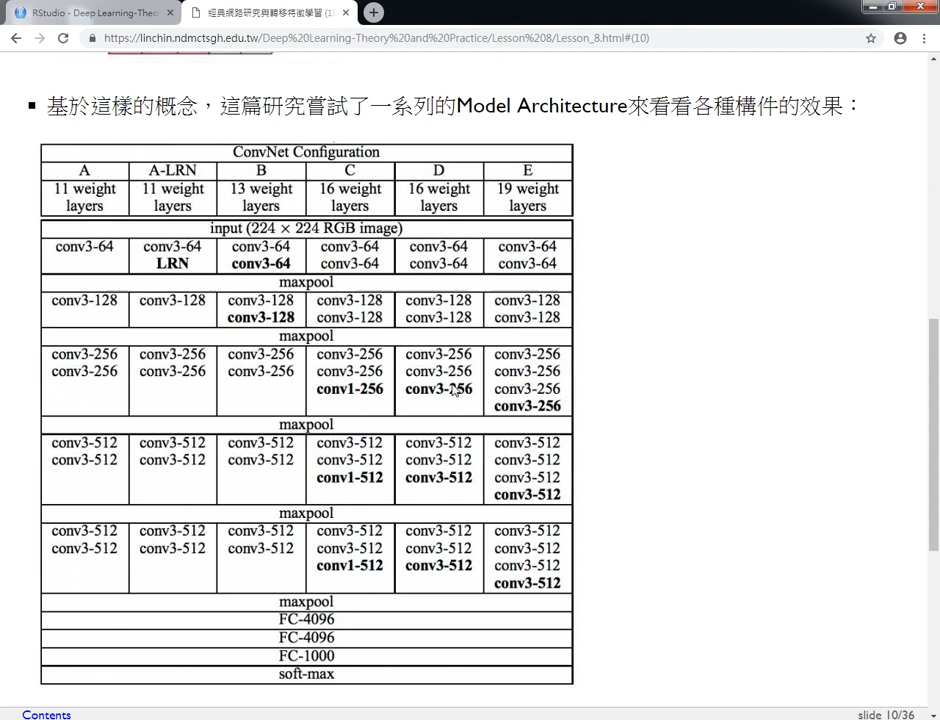 RStudio - Deep Learning-Theo
經典網路研究與轉移特徵學習 (10
https://linchin.ndmctsgh.edu.tw/Deep%20Learning-Theory%20and%20Practice/Lesson%208/Lesson_8.html#(10)
基於這樣的概念，這篇研究嘗試了一系列的Model Architecture來看看各種構件的效果：
ConvNet Configuration
A A-LRN B C D E
11 weight layers 11 weight layers 13 weight layers 16 weight layers 16 weight layers 19 weight layers
input (224 × 224 RGB image)
conv3-64 conv3-64 conv3-64 conv3-64 conv3-64 conv3-64
LRN conv3-64 conv3-64 conv3-64 conv3-64
maxpool
conv3-128 conv3-128 conv3-128 conv3-128 conv3-128 conv3-128
conv3-128 conv3-128 conv3-128 conv3-128
maxpool
conv3-256 conv3-256 conv3-256 conv3-256 conv3-256 conv3-256
conv3-256 conv3-256 conv3-256 conv3-256 conv3-256 conv3-256
conv1-256 conv3-256 conv3-256
conv3-256
maxpool
conv3-512 conv3-512 conv3-512 conv3-512 conv3-512 conv3-512
conv3-512 conv3-512 conv3-512 conv3-512 conv3-512 conv3-512
conv1-512 conv3-512 conv3-512
conv3-512
maxpool
conv3-512 conv3-512 conv3-512 conv3-512 conv3-512 conv3-512
conv3-512 conv3-512 conv3-512 conv3-512 conv3-512 conv3-512
conv1-512 conv3-512 conv3-512
conv3-512
maxpool
FC-4096
FC-4096
FC-1000
soft-max
Contents
slide 10/36